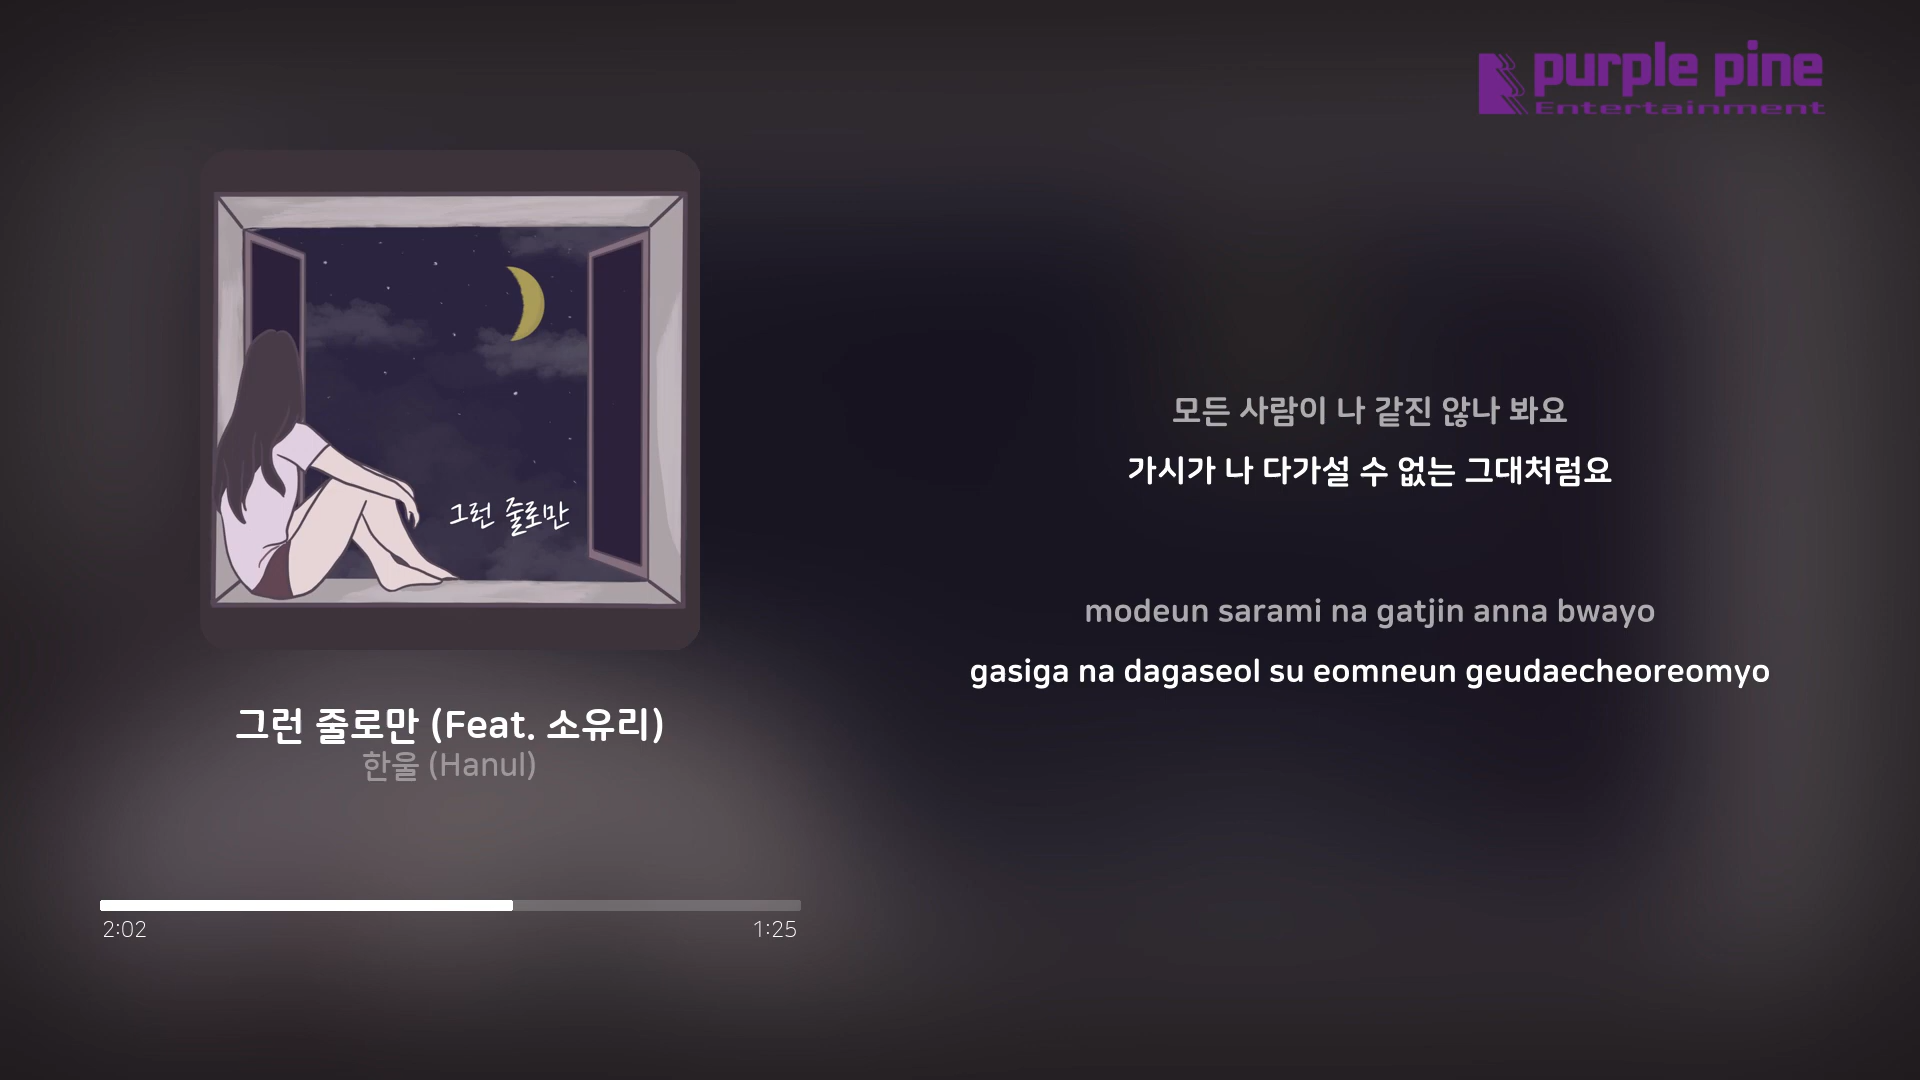 purple pine
Entertainment
그런 줄로만
그런 줄로만 (Feat. 소유리)
한울 (Hanul)
2:02
1:25
모든 사람이 나 같진 않나 봐요
가시가 나 다가설 수 없는 그대처럼요
modeun sarami na gatjin anna bwayo
gasiga na dagaseol su eomneun geudaecheoreomyo